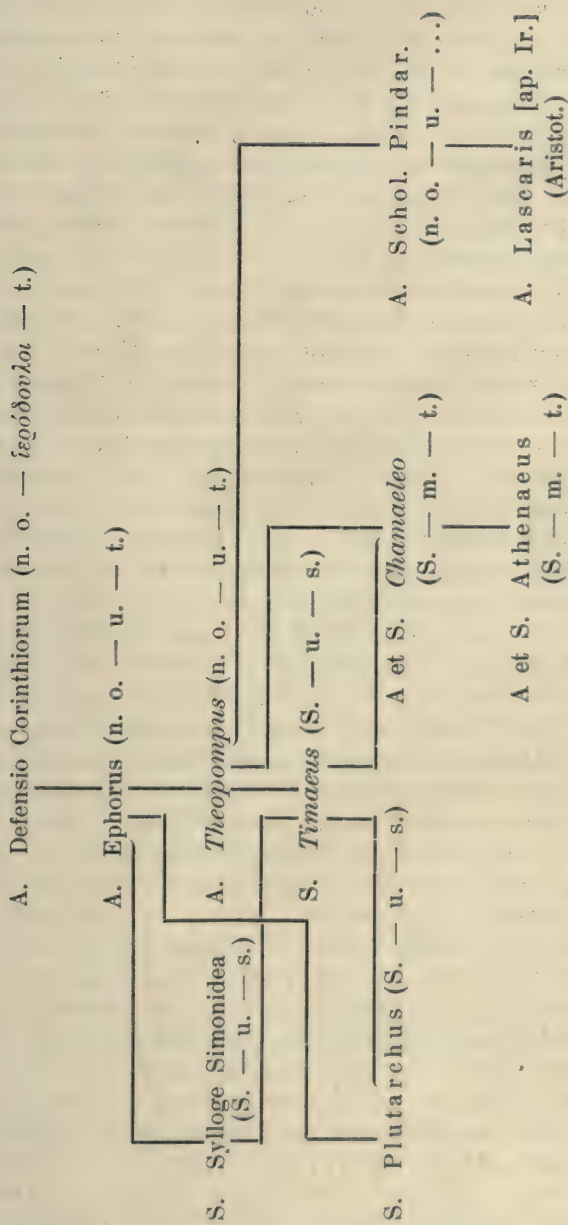 A. Defensio Corinthiorum (n. o. — ἱερόδουλοι — t.)
A. Ephorus (n. o. — u. — t.)
S. Sylloge Simonidea
(S. — u. — s.)
A. Theopompus (n. o. — u. — t.)
S. Timaeus (S. — u. — s.)
S. Plutarchus (S. — u. — s.)
A et S. Chamaeleo
(S. — m. — t.)
A. Schol. Pindar.
(n. o. — u. — ...)
A et S. Athenaeus
(S. — m. — t.)
A. Lascaris [ap. Ir.]
(Aristot.)